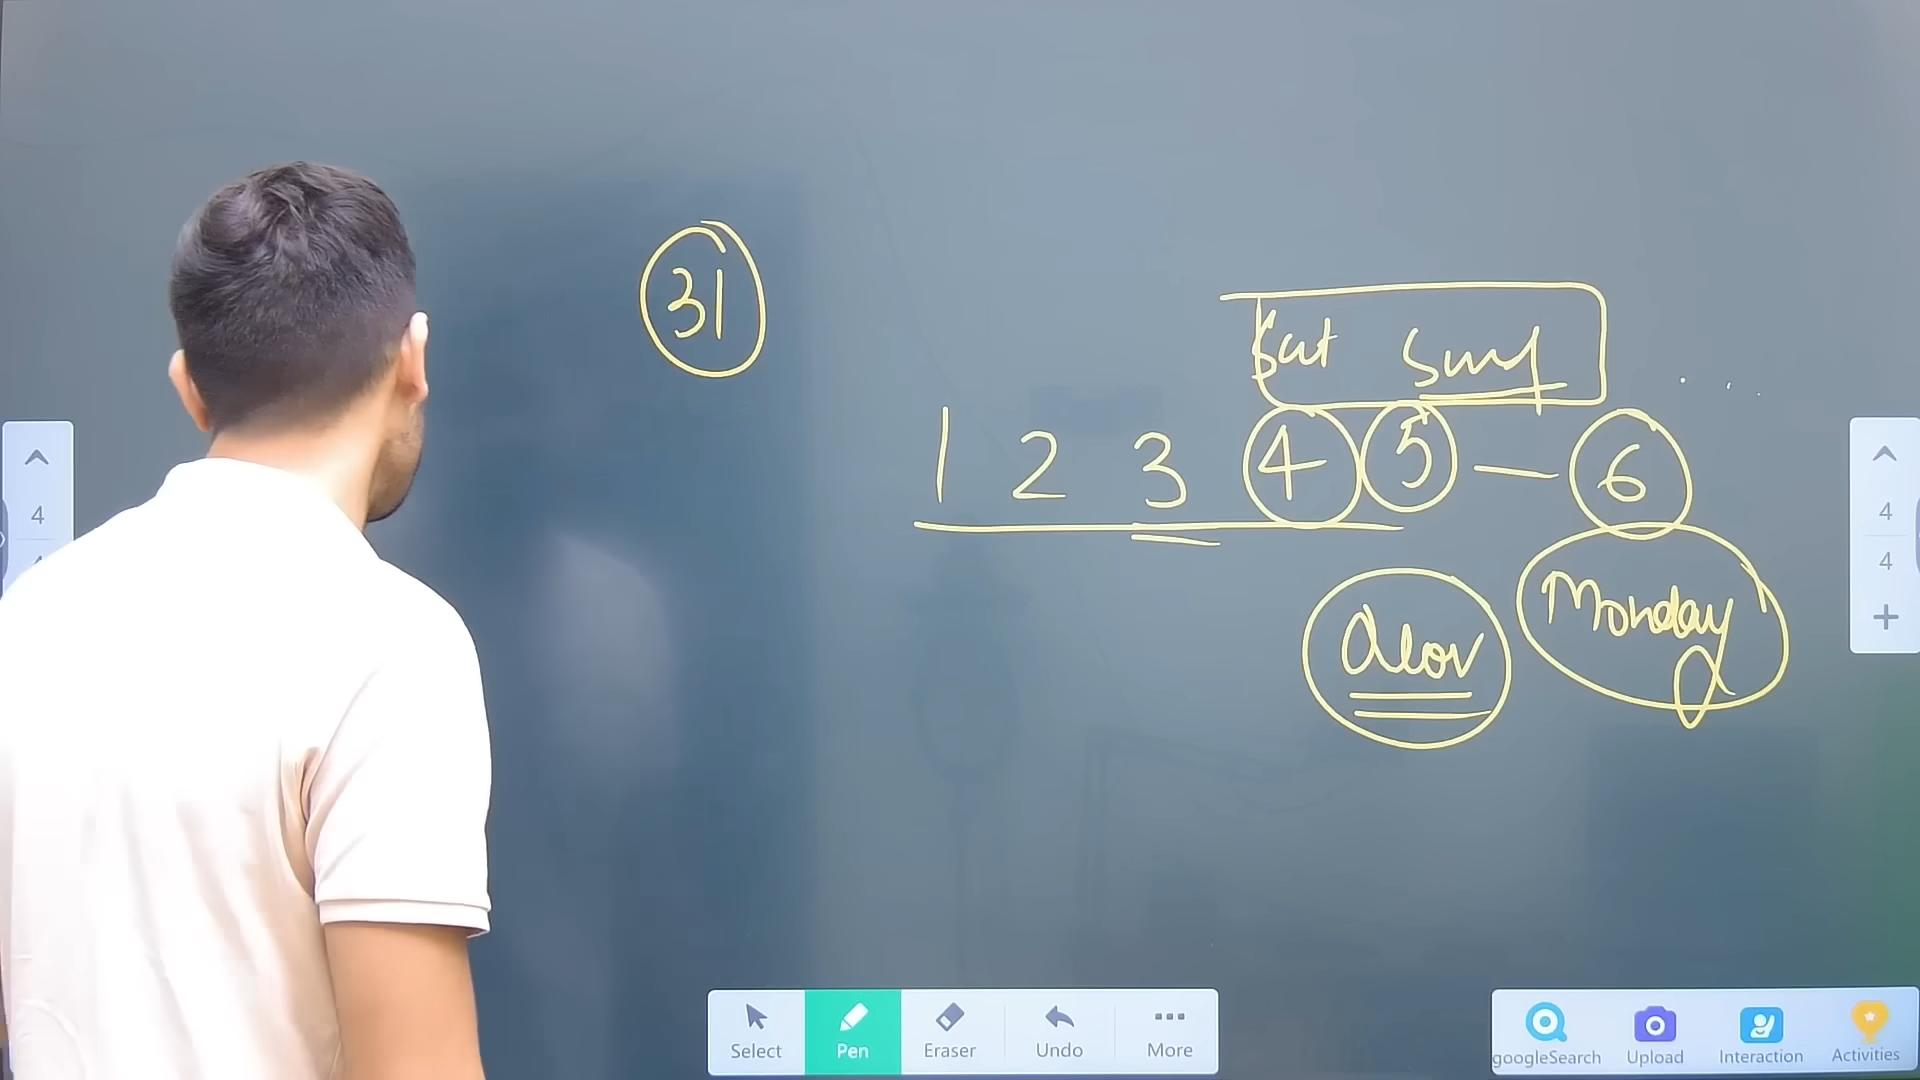 31
Sat Sun
1 2 3 4 5 — 6
Monday
4
4
4
4
Select Pen Eraser Undo More
googleSearch Upload Interaction Activities